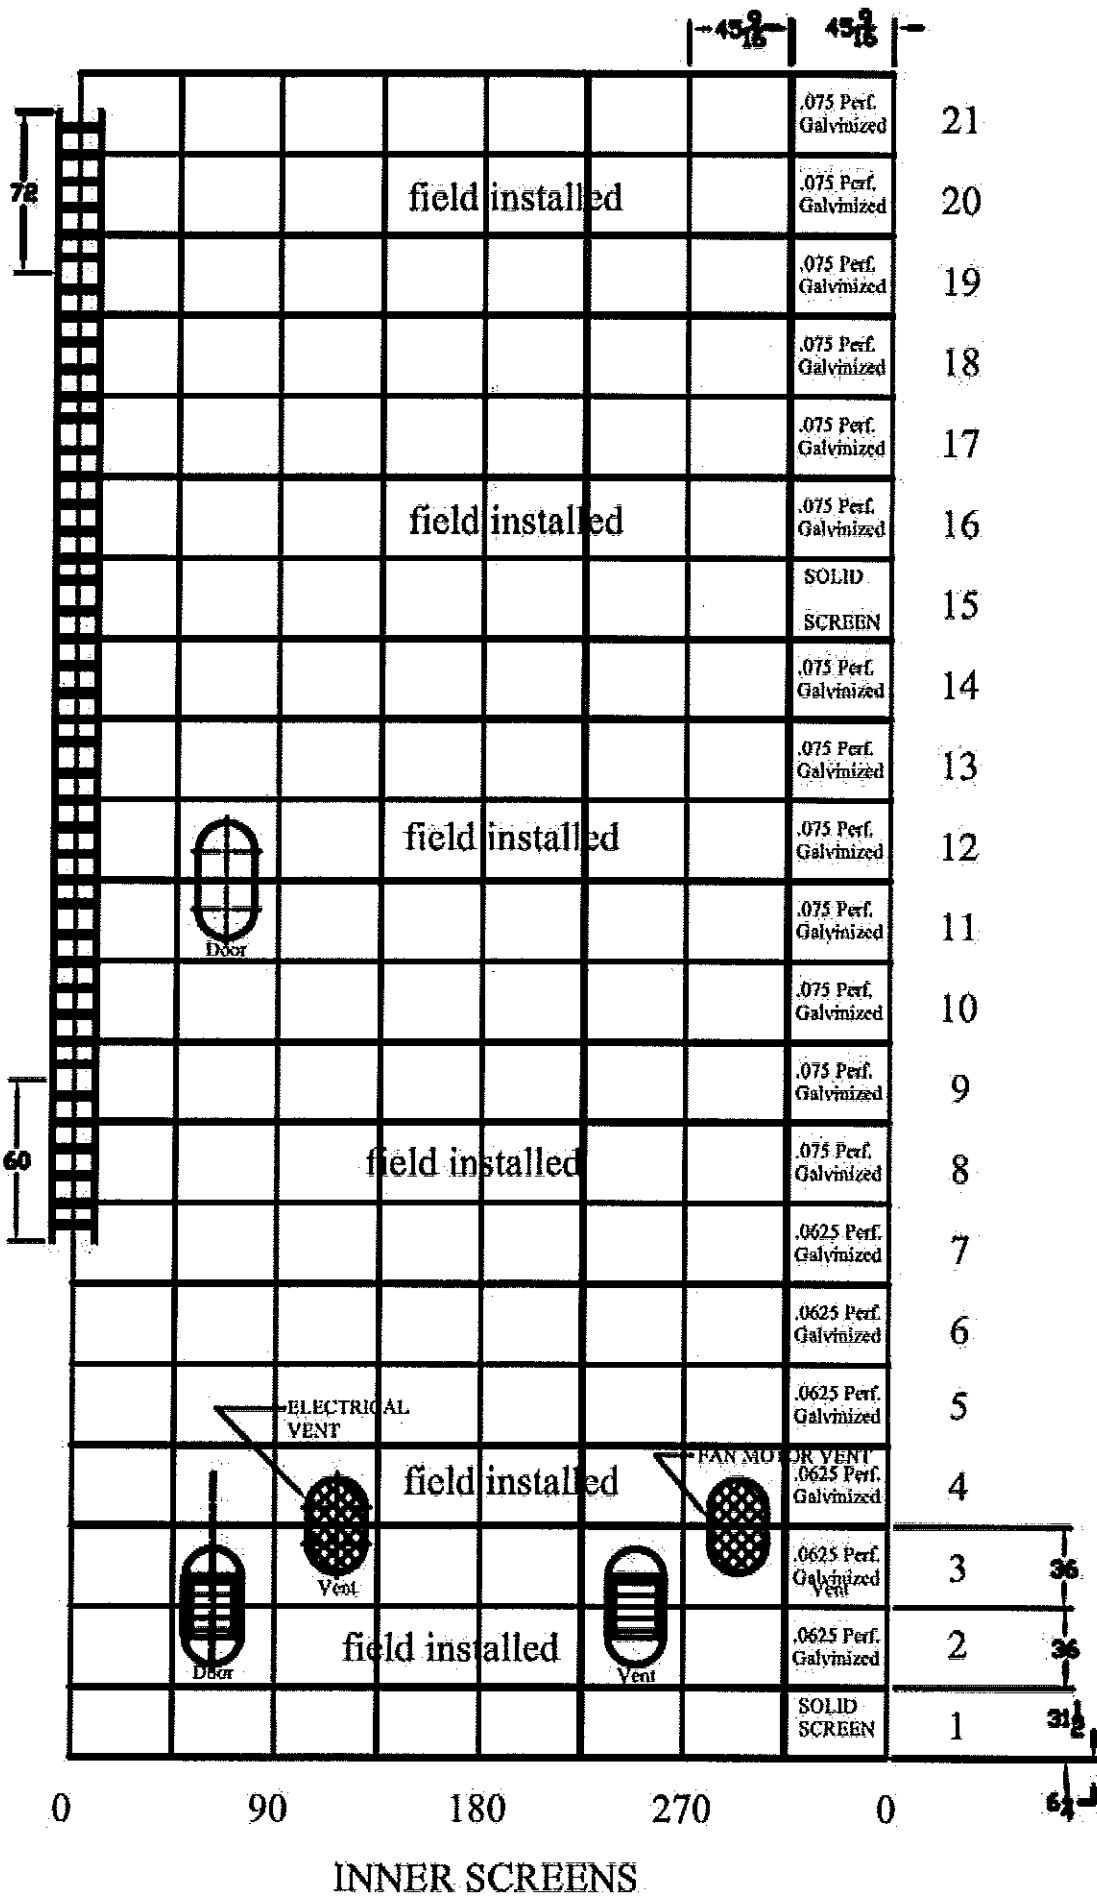 45 9/16 45 9/16
.075 Perf.
Galvinized
21
72
field installed
.075 Perf.
Galvinized
20
.075 Perf.
Galvinized
19
.075 Perf.
Galvinized
18
.075 Perf.
Galvinized
17
field installed
.075 Perf.
Galvinized
16
SOLID
SCREEN
15
.075 Perf.
Galvinized
14
.075 Perf.
Galvinized
13
field installed
.075 Perf.
Galvinized
12
Door
.075 Perf.
Galvinized
11
.075 Perf.
Galvinized
10
.075 Perf.
Galvinized
9
60
field installed
.075 Perf.
Galvinized
8
.0625 Perf.
Galvinized
7
.0625 Perf.
Galvinized
6
ELECTRICAL
VENT
.0625 Perf.
Galvinized
5
FAN MOTOR VENT
field installed
.0625 Perf.
Galvinized
4
Vent
.0625 Perf.
Galvinized
Vent
3
36
Door
field installed
Vent
.0625 Perf.
Galvinized
2
36
SOLID
SCREEN
1
31 1/2
0 90 180 270 0
6 1/4
INNER SCREENS